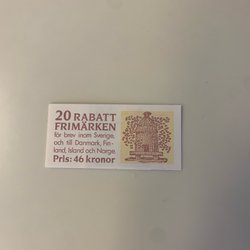 20 RABATT
FRIMÄRKEN
för brev inom Sverige,
och till Danmark, Fin-
land, Island och Norge.
Pris: 46 kronor